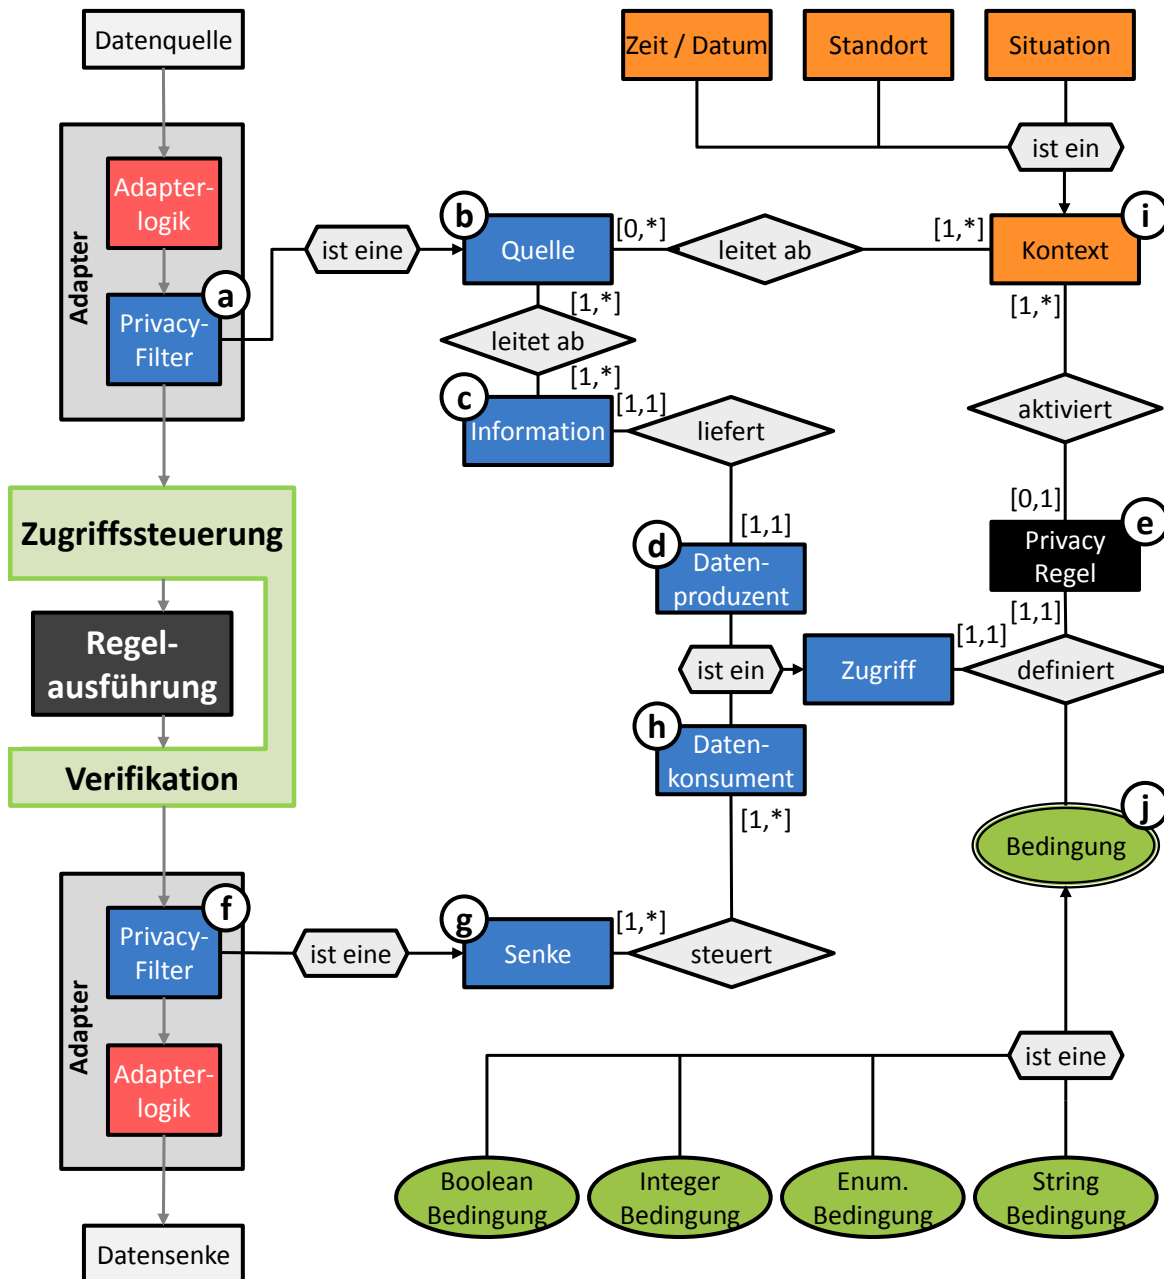 Datenquelle
Zeit / Datum
Standort
Situation
ist ein
Adapter
Adapter-
logik
a
Privacy-
Filter
ist eine
b
Quelle
[0,*]
leitet ab
[1,*]
i
Kontext
[1,*]
[1,*]
leitet ab
[1,*]
c
Information
[1,1]
liefert
aktiviert
[0,1]
e
Privacy
Regel
[1,1]
[1,1]
d
Daten-
produzent
ist ein
Zugriff
[1,1]
definiert
h
Daten-
konsument
[1,*]
Zugriffssteuerung
Regel-
ausführung
Verifikation
j
Bedingung
Adapter
f
Privacy-
Filter
ist eine
g
Senke
[1,*]
steuert
Adapter-
logik
ist eine
Boolean
Bedingung
Integer
Bedingung
Enum.
Bedingung
String
Bedingung
Datensenke